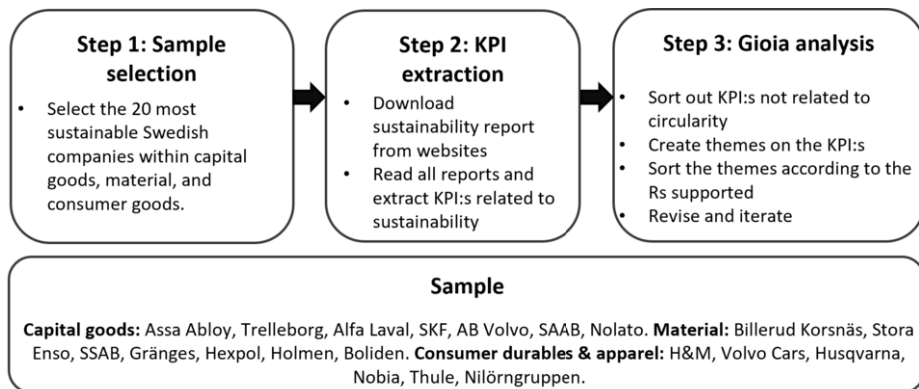 Step 1: Sample
selection
• Select the 20 most
sustainable Swedish
companies within capital
goods, material, and
consumer goods.
Step 2: KPI
extraction
• Download
sustainability report
from websites
• Read all reports and
extract KPI:s related to
sustainability
Step 3: Gioia analysis
• Sort out KPI:s not related to
circularity
• Create themes on the KPI:s
• Sort the themes according to the
Rs supported
• Revise and iterate
Sample
Capital goods: Assa Abloy, Trelleborg, Alfa Laval, SKF, AB Volvo, SAAB, Nolato. Material: Billerud Korsnäs, Stora
Enso, SSAB, Gränges, Hexpol, Holmen, Boliden. Consumer durables & apparel: H&M, Volvo Cars, Husqvarna,
Nobia, Thule, Nilörngruppen.